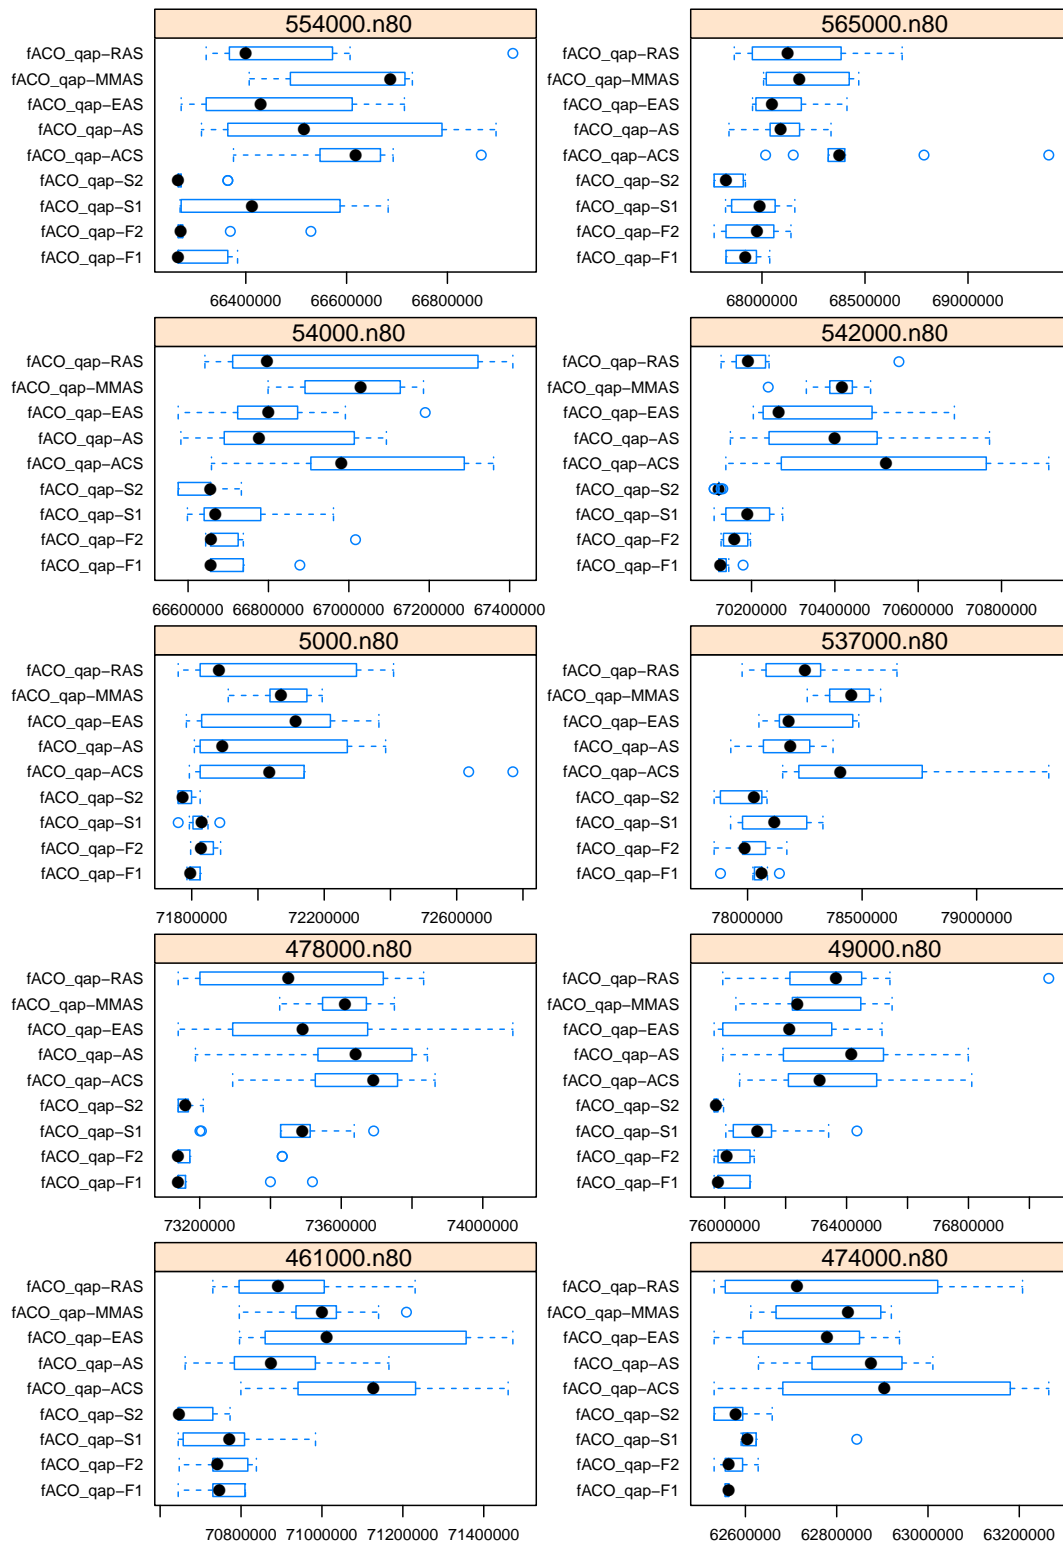 554000.n80
fACO_qap−RAS
fACO_qap−MMAS
fACO_qap−EAS
fACO_qap−AS
fACO_qap−ACS
fACO_qap−S2
fACO_qap−S1
fACO_qap−F2
fACO_qap−F1
66400000 66600000 66800000
565000.n80
fACO_qap−RAS
fACO_qap−MMAS
fACO_qap−EAS
fACO_qap−AS
fACO_qap−ACS
fACO_qap−S2
fACO_qap−S1
fACO_qap−F2
fACO_qap−F1
68000000 68500000 69000000
54000.n80
fACO_qap−RAS
fACO_qap−MMAS
fACO_qap−EAS
fACO_qap−AS
fACO_qap−ACS
fACO_qap−S2
fACO_qap−S1
fACO_qap−F2
fACO_qap−F1
66600000 66800000 67000000 67200000 67400000
542000.n80
fACO_qap−RAS
fACO_qap−MMAS
fACO_qap−EAS
fACO_qap−AS
fACO_qap−ACS
fACO_qap−S2
fACO_qap−S1
fACO_qap−F2
fACO_qap−F1
70200000 70400000 70600000 70800000
5000.n80
fACO_qap−RAS
fACO_qap−MMAS
fACO_qap−EAS
fACO_qap−AS
fACO_qap−ACS
fACO_qap−S2
fACO_qap−S1
fACO_qap−F2
fACO_qap−F1
71800000 72200000 72600000
537000.n80
fACO_qap−RAS
fACO_qap−MMAS
fACO_qap−EAS
fACO_qap−AS
fACO_qap−ACS
fACO_qap−S2
fACO_qap−S1
fACO_qap−F2
fACO_qap−F1
78000000 78500000 79000000
478000.n80
fACO_qap−RAS
fACO_qap−MMAS
fACO_qap−EAS
fACO_qap−AS
fACO_qap−ACS
fACO_qap−S2
fACO_qap−S1
fACO_qap−F2
fACO_qap−F1
73200000 73600000 74000000
49000.n80
fACO_qap−RAS
fACO_qap−MMAS
fACO_qap−EAS
fACO_qap−AS
fACO_qap−ACS
fACO_qap−S2
fACO_qap−S1
fACO_qap−F2
fACO_qap−F1
76000000 76400000 76800000
461000.n80
fACO_qap−RAS
fACO_qap−MMAS
fACO_qap−EAS
fACO_qap−AS
fACO_qap−ACS
fACO_qap−S2
fACO_qap−S1
fACO_qap−F2
fACO_qap−F1
70800000 71000000 71200000 71400000
474000.n80
fACO_qap−RAS
fACO_qap−MMAS
fACO_qap−EAS
fACO_qap−AS
fACO_qap−ACS
fACO_qap−S2
fACO_qap−S1
fACO_qap−F2
fACO_qap−F1
62600000 62800000 63000000 63200000